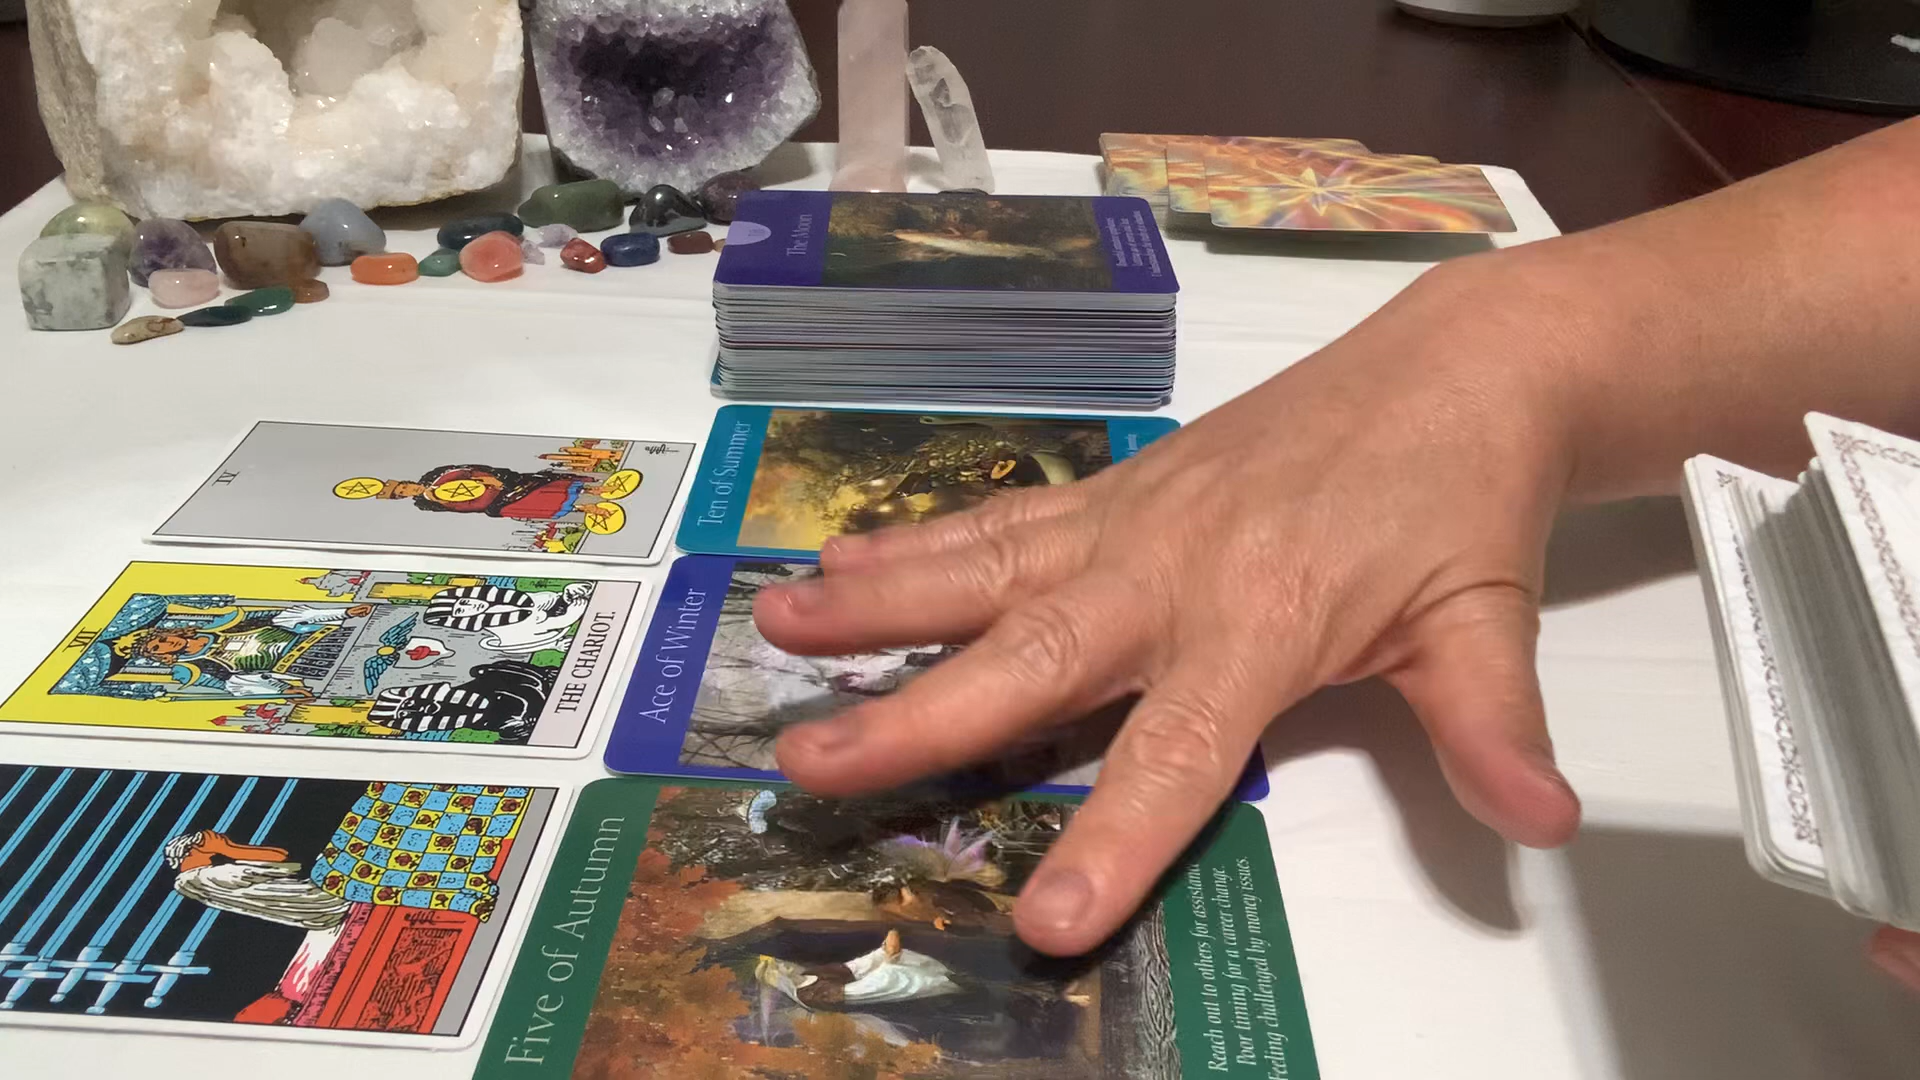 The Moon
IV
Ten of Summer
VII
THE CHARIOT.
Ace of Winter
Five of Autumn
Reach out to others for assistance
Poor timing for a career change.
Feeling challenged by money issues.